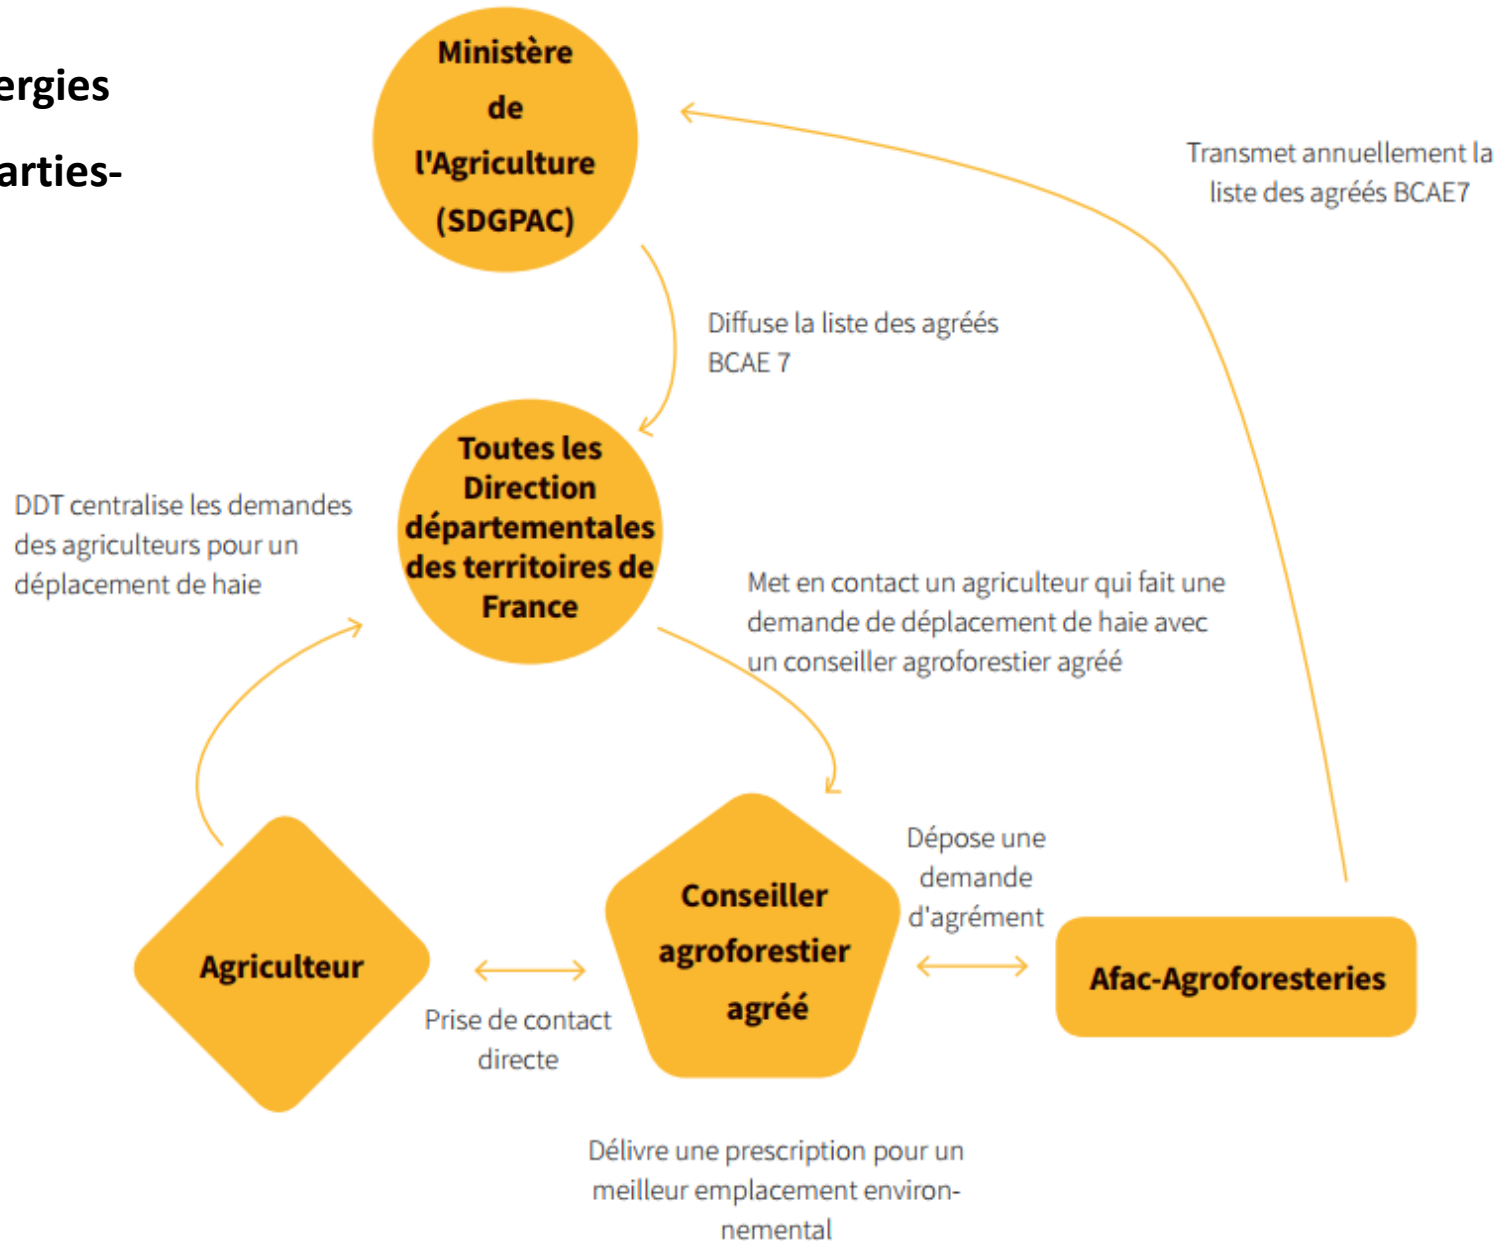 ergies
arties-
Ministère
de
l'Agriculture
(SDGPAC)
Transmet annuellement la
liste des agréés BCAE7
Diffuse la liste des agréés
BCAE 7
Toutes les
Direction
départementales
des territoires de
France
DDT centralise les demandes
des agriculteurs pour un
déplacement de haie
Met en contact un agriculteur qui fait une
demande de déplacement de haie avec
un conseiller agroforestier agréé
Dépose une
demande
d'agrément
Conseiller
agroforestier
agréé
Agriculteur
Afac-Agroforesteries
Prise de contact
directe
Délivre une prescription pour un
meilleur emplacement environ-
nemental